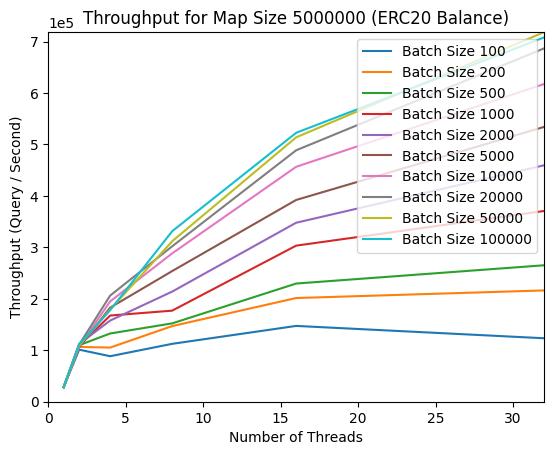 Throughput for Map Size 5000000 (ERC20 Balance)
1e5
7
6
5
4
3
2
1
0
Throughput (Query / Second)
Batch Size 100
Batch Size 200
Batch Size 500
Batch Size 1000
Batch Size 2000
Batch Size 5000
Batch Size 10000
Batch Size 20000
Batch Size 50000
Batch Size 100000
0 5 10 15 20 25 30
Number of Threads